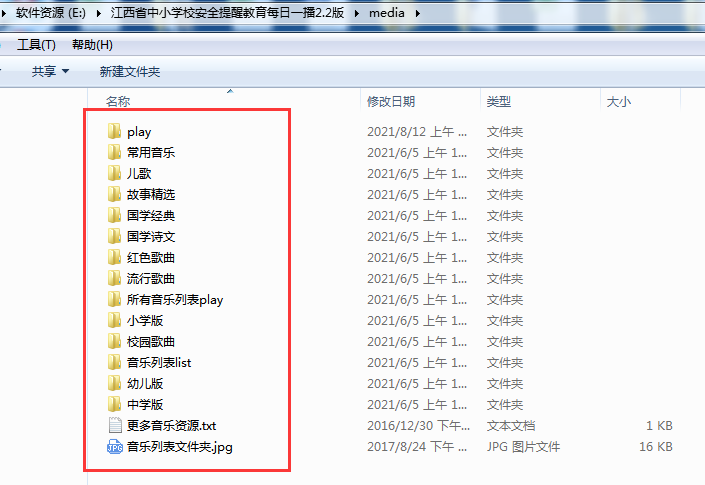 软件资源 (E:) 江西省中小学校安全提醒教育每日一播2.2版 media
工具(T) 帮助(H)
共享 新建文件夹
名称 修改日期 类型 大小
play 2021/8/12 上午 ... 文件夹
常用音乐 2021/6/5 上午 1... 文件夹
儿歌 2021/6/5 上午 1... 文件夹
故事精选 2021/6/5 上午 1... 文件夹
国学经典 2021/6/5 上午 1... 文件夹
国学诗文 2021/6/5 上午 1... 文件夹
红色歌曲 2021/6/5 上午 1... 文件夹
流行歌曲 2021/6/5 上午 1... 文件夹
所有音乐列表play 2021/6/5 上午 1... 文件夹
小学版 2021/6/5 上午 1... 文件夹
校园歌曲 2021/6/5 上午 1... 文件夹
音乐列表list 2021/6/5 上午 1... 文件夹
幼儿版 2021/6/5 上午 1... 文件夹
中学版 2021/6/5 上午 1... 文件夹
更多音乐资源.txt 2016/12/30 下午... 文本文档 1 KB
JPG 音乐列表文件夹.jpg 2017/8/24 下午 ... JPG 图片文件 16 KB